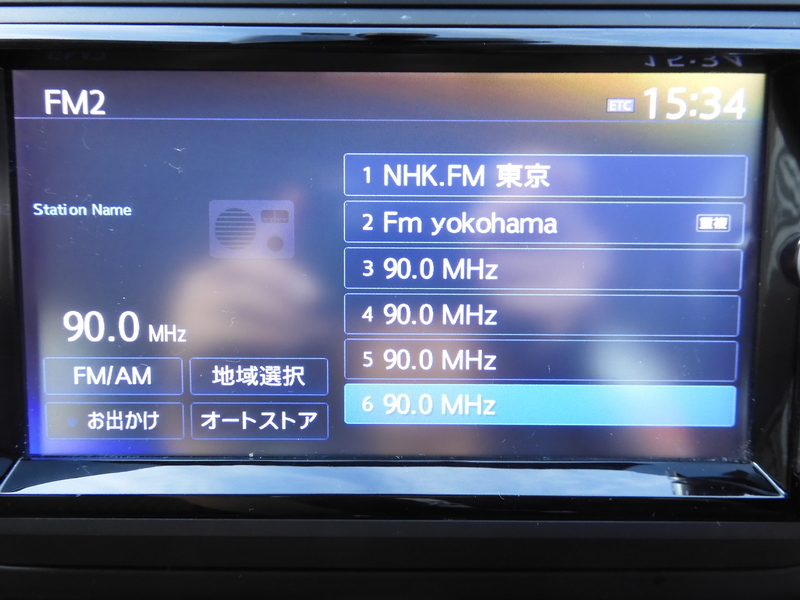 FM2
ETC 15:34
Station Name
90.0 MHz
FM/AM
地域選択
お出かけ
オートストア
1 NHK.FM 東京
2 Fm yokohama 重複
3 90.0 MHz
4 90.0 MHz
5 90.0 MHz
6 90.0 MHz